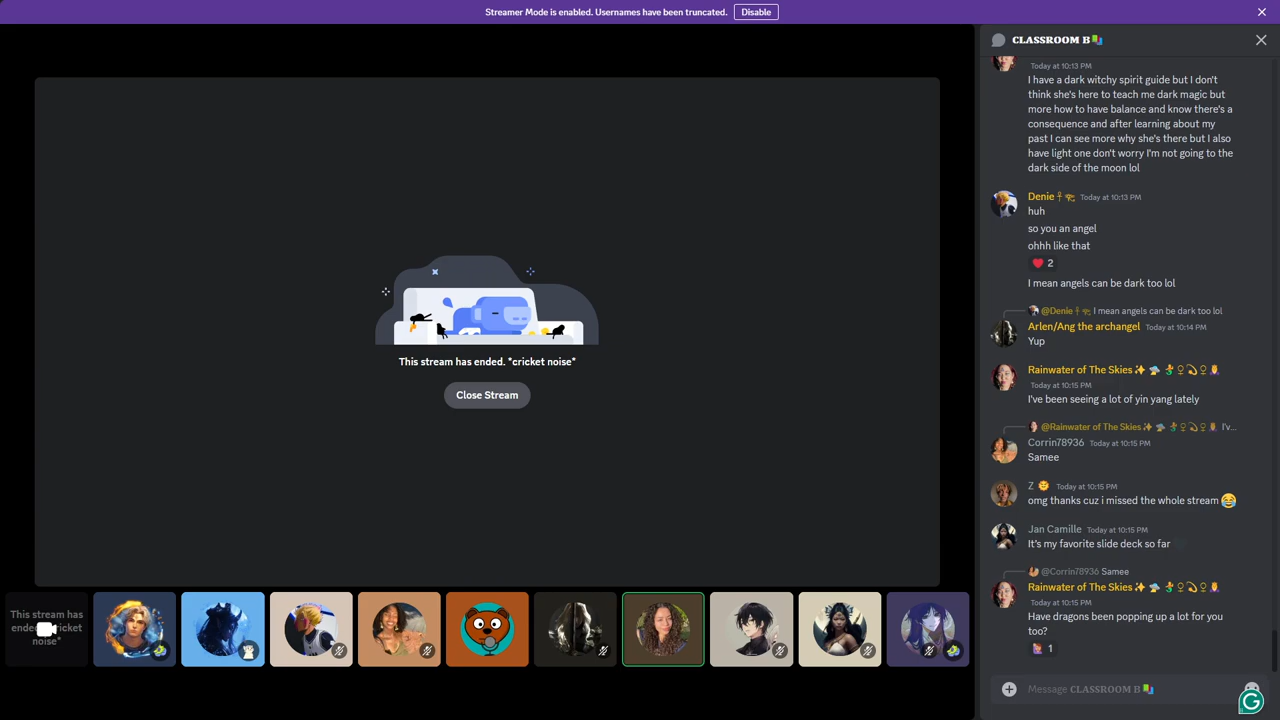 Streamer Mode is enabled. Usernames have been truncated.
Disable
CLASSROOM B
Today at 10:13 PM
I have a dark witchy spirit guide but I don't
think she's here to teach me dark magic but
more how to have balance and know there's a
consequence and after learning about my
past I can see more why she's there but I also
have light one don't worry I'm not going to the
dark side of the moon lol
Denie Today at 10:13 PM
huh
so you an angel
ohhh like that
2
I mean angels can be dark too lol
@Denie I mean angels can be dark too lol
Arlen/Ang the archangel Today at 10:14 PM
Yup
Rainwater of The Skies
Today at 10:15 PM
I've been seeing a lot of yin yang lately
@Rainwater of The Skies I'v...
Corrin78936 Today at 10:15 PM
Samee
Z Today at 10:15 PM
omg thanks cuz i missed the whole stream
Jan Camille Today at 10:15 PM
It's my favorite slide deck so far
@Corrin78936 Samee
Rainwater of The Skies
Today at 10:15 PM
Have dragons been popping up a lot for you
too?
1
Message CLASSROOM B
This stream has ended. *cricket noise*
Close Stream
This stream has
ended
noise*